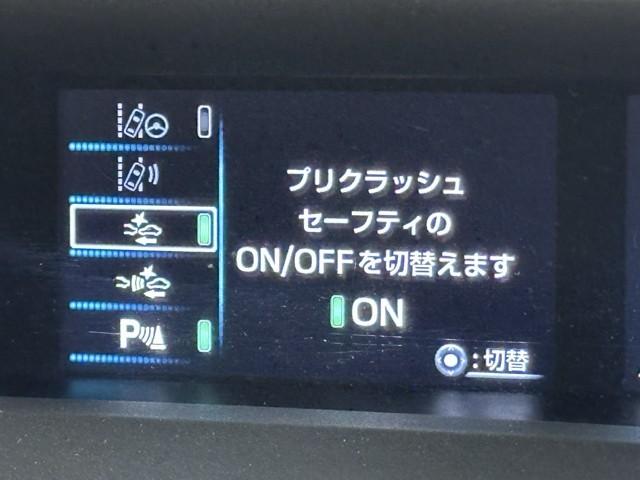 プリクラッシュ
セーフティの
ON/OFFを切替えます
ON
P
:切替